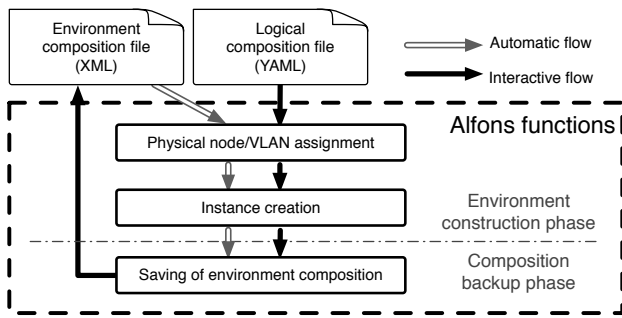 Environment
composition file
(XML)
Logical
composition file
(YAML)
Automatic flow
Interactive flow
Alfons functions
Physical node/VLAN assignment
Instance creation
Environment
construction phase
Saving of environment composition
Composition
backup phase